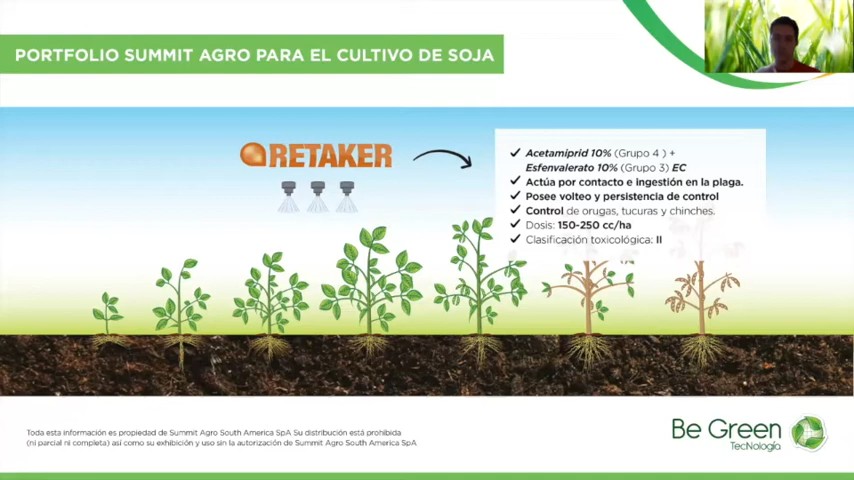 PORTFOLIO SUMMIT AGRO PARA EL CULTIVO DE SOJA
RETAKER
Acetamiprid 10% (Grupo 4 ) +
Esfenvalerato 10% (Grupo 3) EC
Actúa por contacto e ingestión en la plaga.
Posee volteo y persistencia de control
Control de orugas, tucuras y chinches.
Dosis: 150-250 cc/ha
Clasificación toxicológica: II
Toda esta información es propiedad de Summit Agro South America SpA Su distribución está prohibida
(ni parcial ni completa) así como su exhibición y uso sin la autorización de Summit Agro South America SpA
Be Green
TecNología